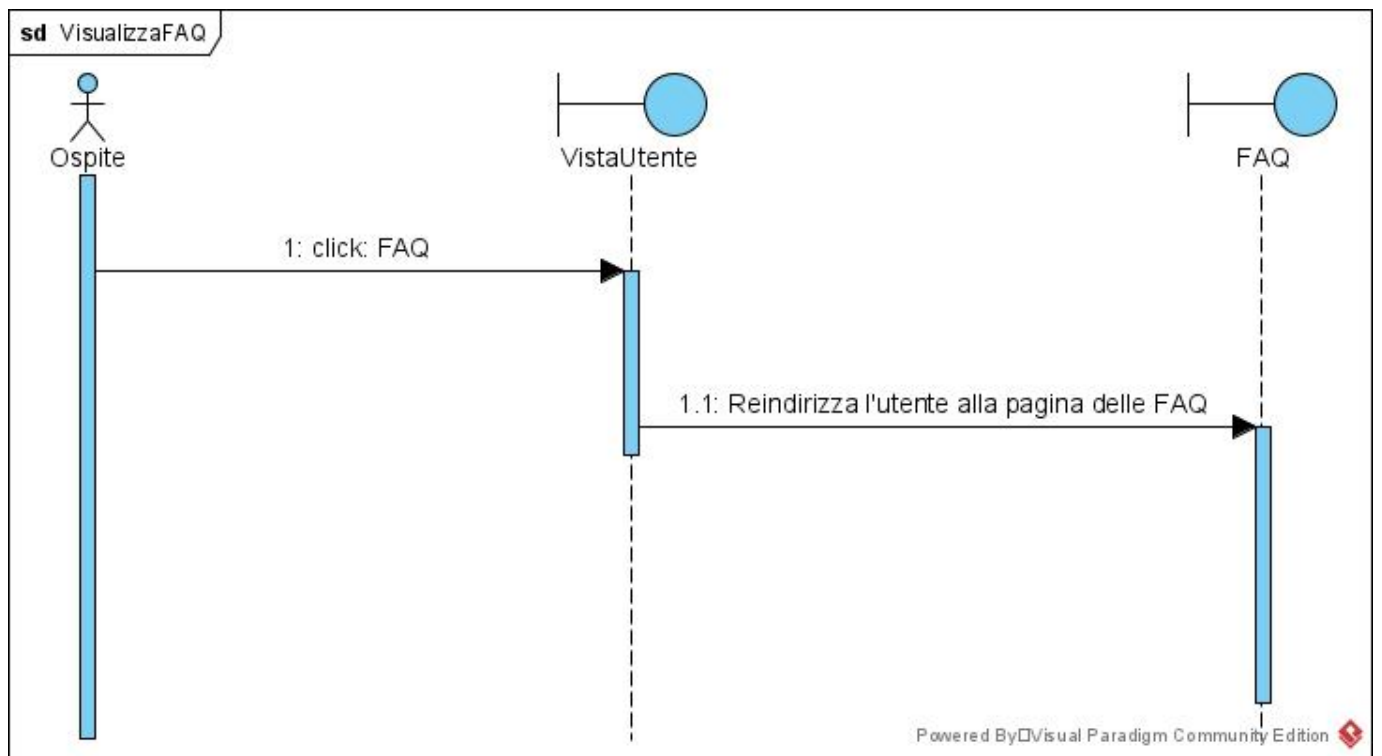 sd VisualizzaFAQ
Ospite
VistaUtente
FAQ
1: click: FAQ
1.1: Reindirizza l'utente alla pagina delle FAQ
Powered By□Visual Paradigm Community Edition